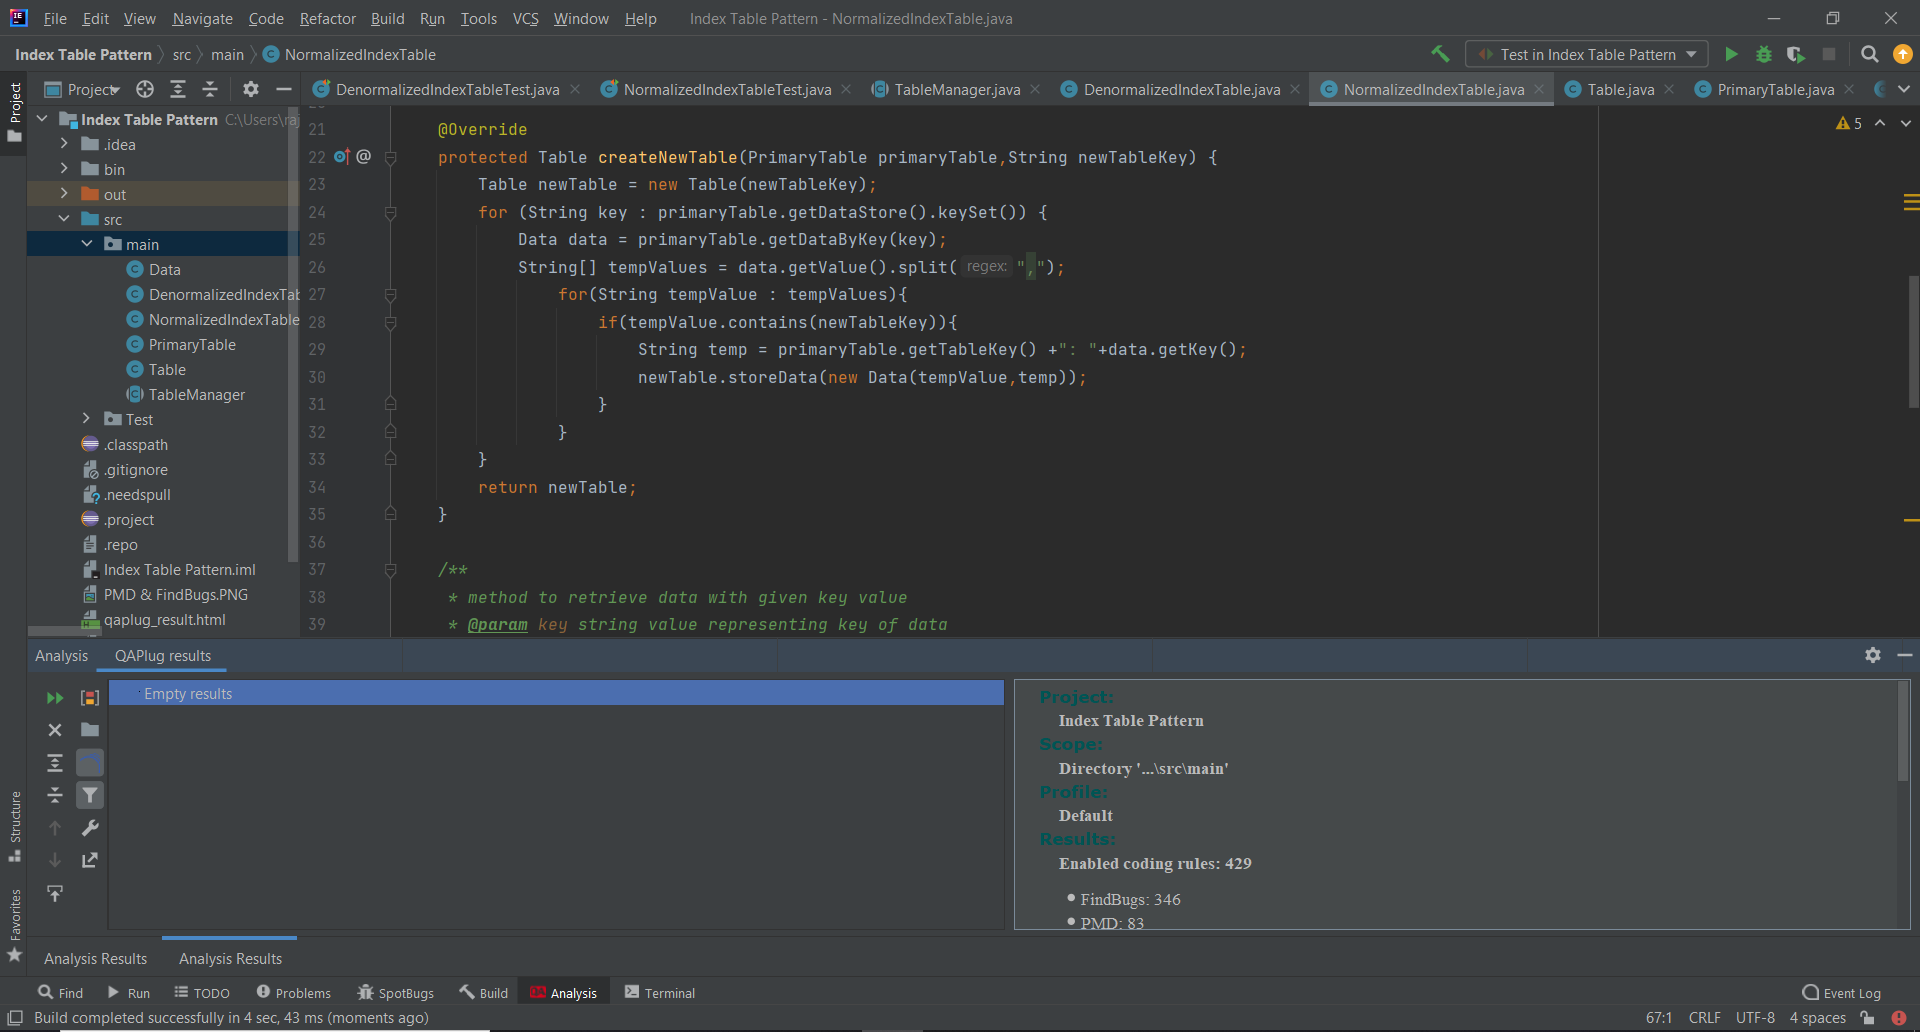 File Edit View Navigate Code Refactor Build Run Tools VCS Window Help Index Table Pattern - NormalizedIndexTable.java
Index Table Pattern src main NormalizedIndexTable Test in Index Table Pattern
Project DenormalizedIndexTableTest.java NormalizedIndexTableTest.java TableManager.java DenormalizedIndexTable.java NormalizedIndexTable.java Table.java PrimaryTable.java
Project
Index Table Pattern C:\Users\raj
.idea
bin
out
src
main
Data
DenormalizedIndexTab
NormalizedIndexTable
PrimaryTable
Table
TableManager
Test
.classpath
.gitignore
.needspull
.project
.repo
Index Table Pattern.iml
PMD & FindBugs.PNG
qaplug_result.html
5
21 @Override
22 @ protected Table createNewTable(PrimaryTable primaryTable,String newTableKey) {
23 Table newTable = new Table(newTableKey);
24 for (String key : primaryTable.getDataStore().keySet()) {
25 Data data = primaryTable.getDataByKey(key);
26 String[] tempValues = data.getValue().split( regex: ",");
27 for(String tempValue : tempValues){
28 if(tempValue.contains(newTableKey)){
29 String temp = primaryTable.getTableKey() +": "+data.getKey();
30 newTable.storeData(new Data(tempValue,temp));
31 }
32 }
33 }
34 return newTable;
35 }
36
37 /**
38 * method to retrieve data with given key value
39 * @param key string value representing key of data
Analysis QAPlug results
Empty results
Project:
Index Table Pattern
Scope:
Directory '...\src\main'
Profile:
Default
Results:
Enabled coding rules: 429
FindBugs: 346
PMD: 83
Structure
Favorites
Analysis Results Analysis Results
Find Run TODO Problems SpotBugs Build Analysis Terminal Event Log
Build completed successfully in 4 sec, 43 ms (moments ago) 67:1 CRLF UTF-8 4 spaces